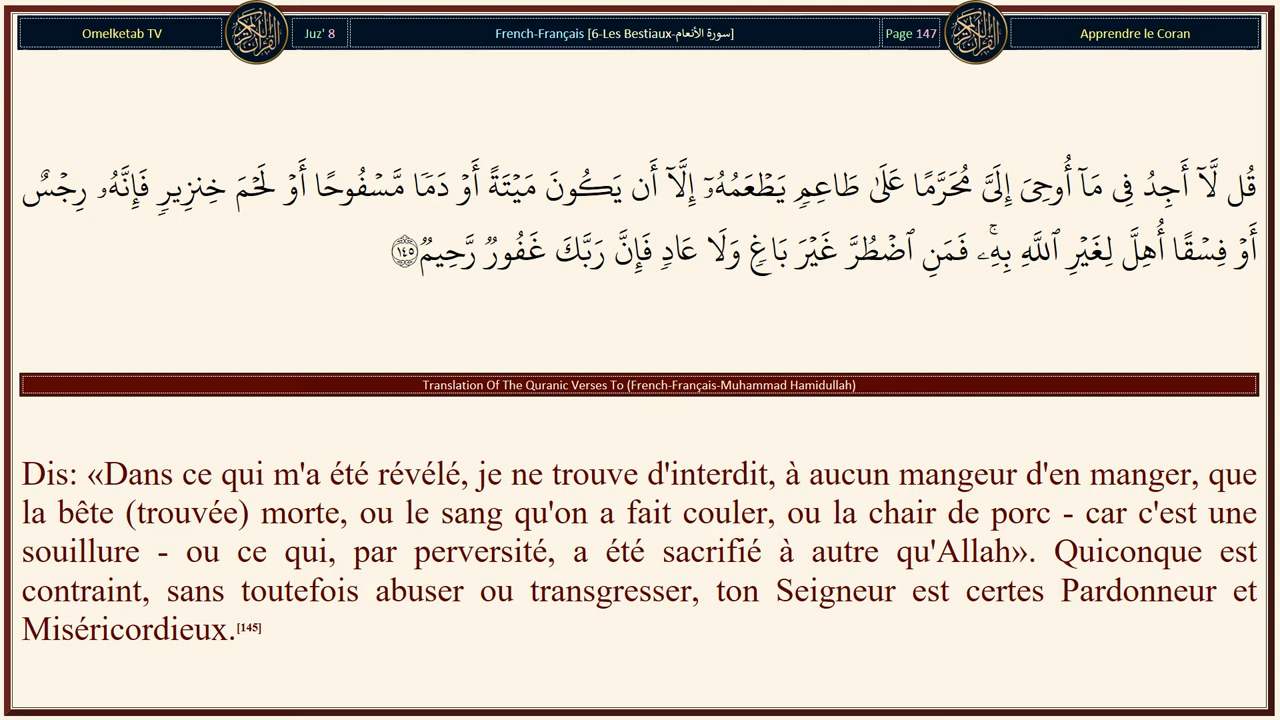 Omelketab TV
Juz' 8
French-Français [6-Les Bestiaux-سورة الأنعام]
Page 147
Apprendre le Coran
قُل لَّآ أَجِدُ فِى مَآ أُوحِىَ إِلَىَّ مُحَرَّمًا عَلَىٰ طَاعِمٍۢ يَطْعَمُهُۥٓ إِلَّآ أَن يَكُونَ مَيْتَةً أَوْ دَمًۭا مَّسْفُوحًا أَوْ لَحْمَ خِنزِيرٍۢ فَإِنَّهُۥ رِجْسٌ
أَوْ فِسْقًا أُهِلَّ لِغَيْرِ ٱللَّهِ بِهِۦ ۚ فَمَنِ ٱضْطُرَّ غَيْرَ بَاغٍۢ وَلَا عَادٍۢ فَإِنَّ رَبَّكَ غَفُورٌۭ رَّحِيمٌۭ ١٤٥
Translation Of The Quranic Verses To (French-Français-Muhammad Hamidullah)
Dis: «Dans ce qui m'a été révélé, je ne trouve d'interdit, à aucun mangeur d'en manger, que
la bête (trouvée) morte, ou le sang qu'on a fait couler, ou la chair de porc - car c'est une
souillure - ou ce qui, par perversité, a été sacrifié à autre qu'Allah». Quiconque est
contraint, sans toutefois abuser ou transgresser, ton Seigneur est certes Pardonneur et
Miséricordieux.[145]